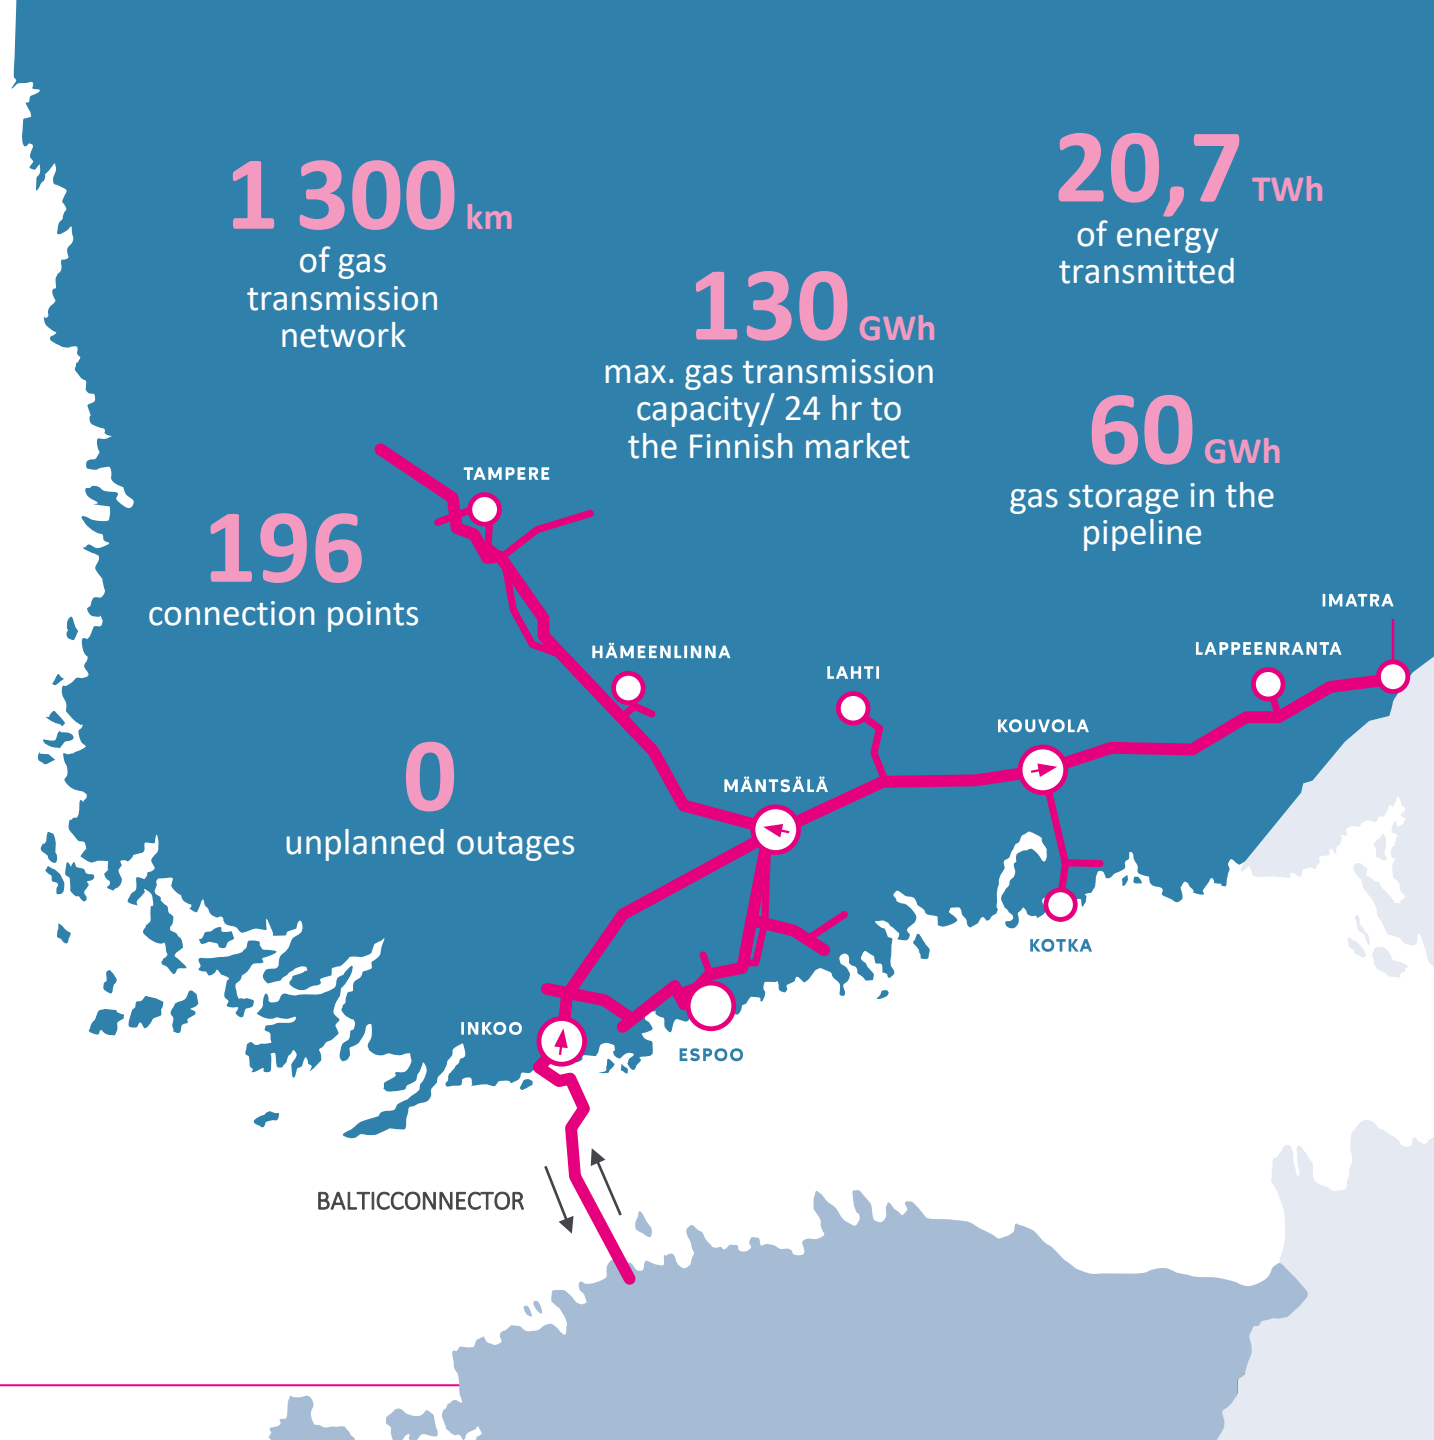 1 300 km
of gas
transmission
network
20,7 TWh
of energy
transmitted
130 GWh
max. gas transmission
capacity/ 24 hr to
the Finnish market
60 GWh
gas storage in the
pipeline
196
connection points
0
unplanned outages
TAMPERE
HÄMEENLINNA
LAHTI
IMATRA
LAPPEENRANTA
KOUVOLA
MÄNTSÄLÄ
KOTKA
INKOO
ESPOO
BALTICCONNECTOR